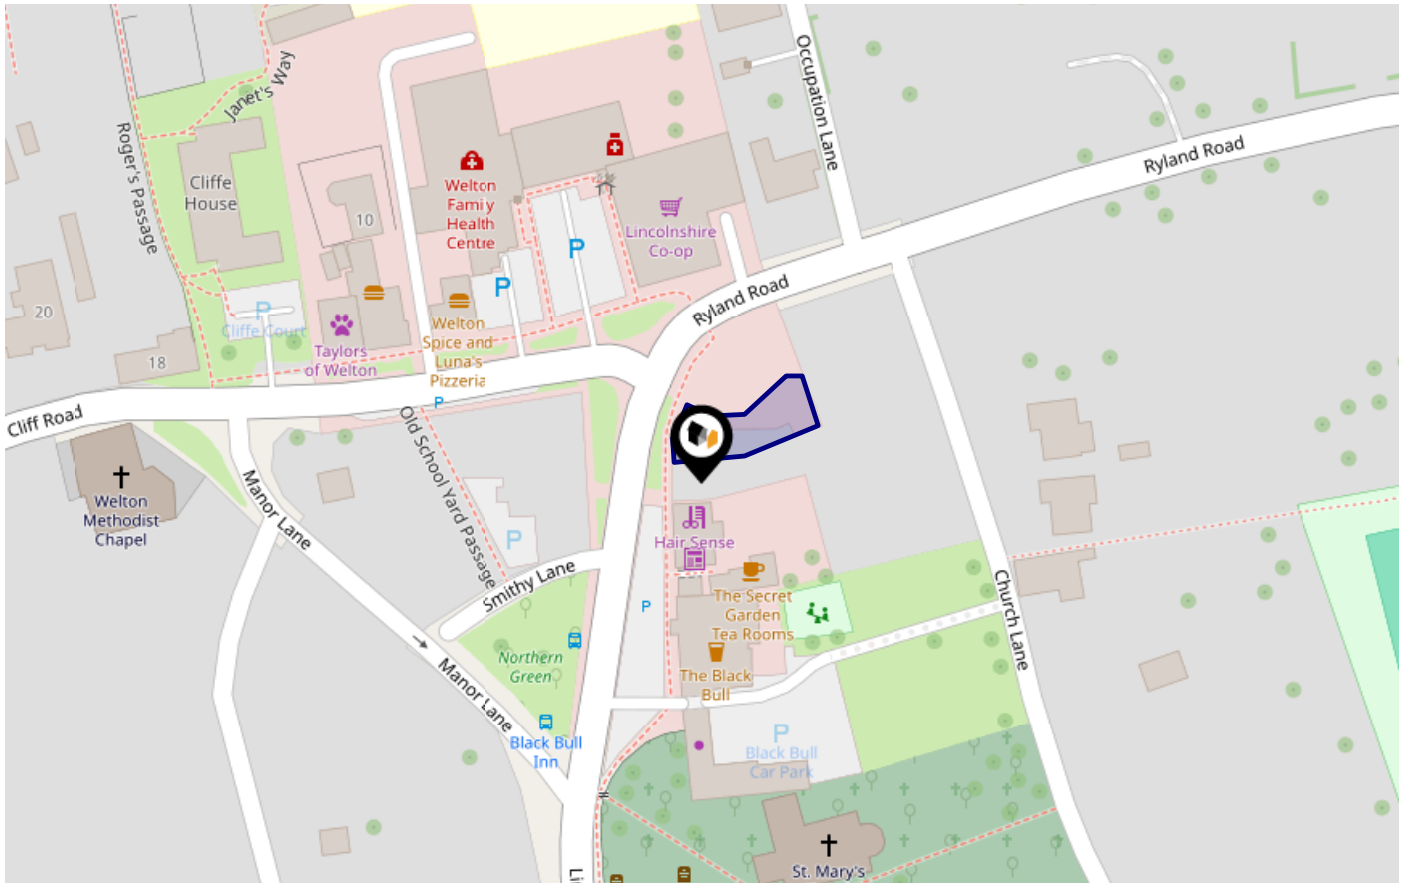 Occupation Lane
Janet's Way
Roger's Passage
Ryland Road
Cliffe
House
10
Welton
Family
Health
Centre
Lincolnshire
Co-op
P
P
Ryland Road
20
P
Cliffe Court
Taylors
of Welton
18
Welton
Spice and
Luna's
Pizzeria
P
Cliff Road
Old School Yard Passage
Welton
Methodist
Chapel
Manor Lane
P
Hair Sense
Smithy Lane
The Secret
Garden
Tea Rooms
P
Church Lane
Northern
Green
Manor Lane
The Black
Bull
Black Bull
Inn
P
Black Bull
Car Park
St. Mary's